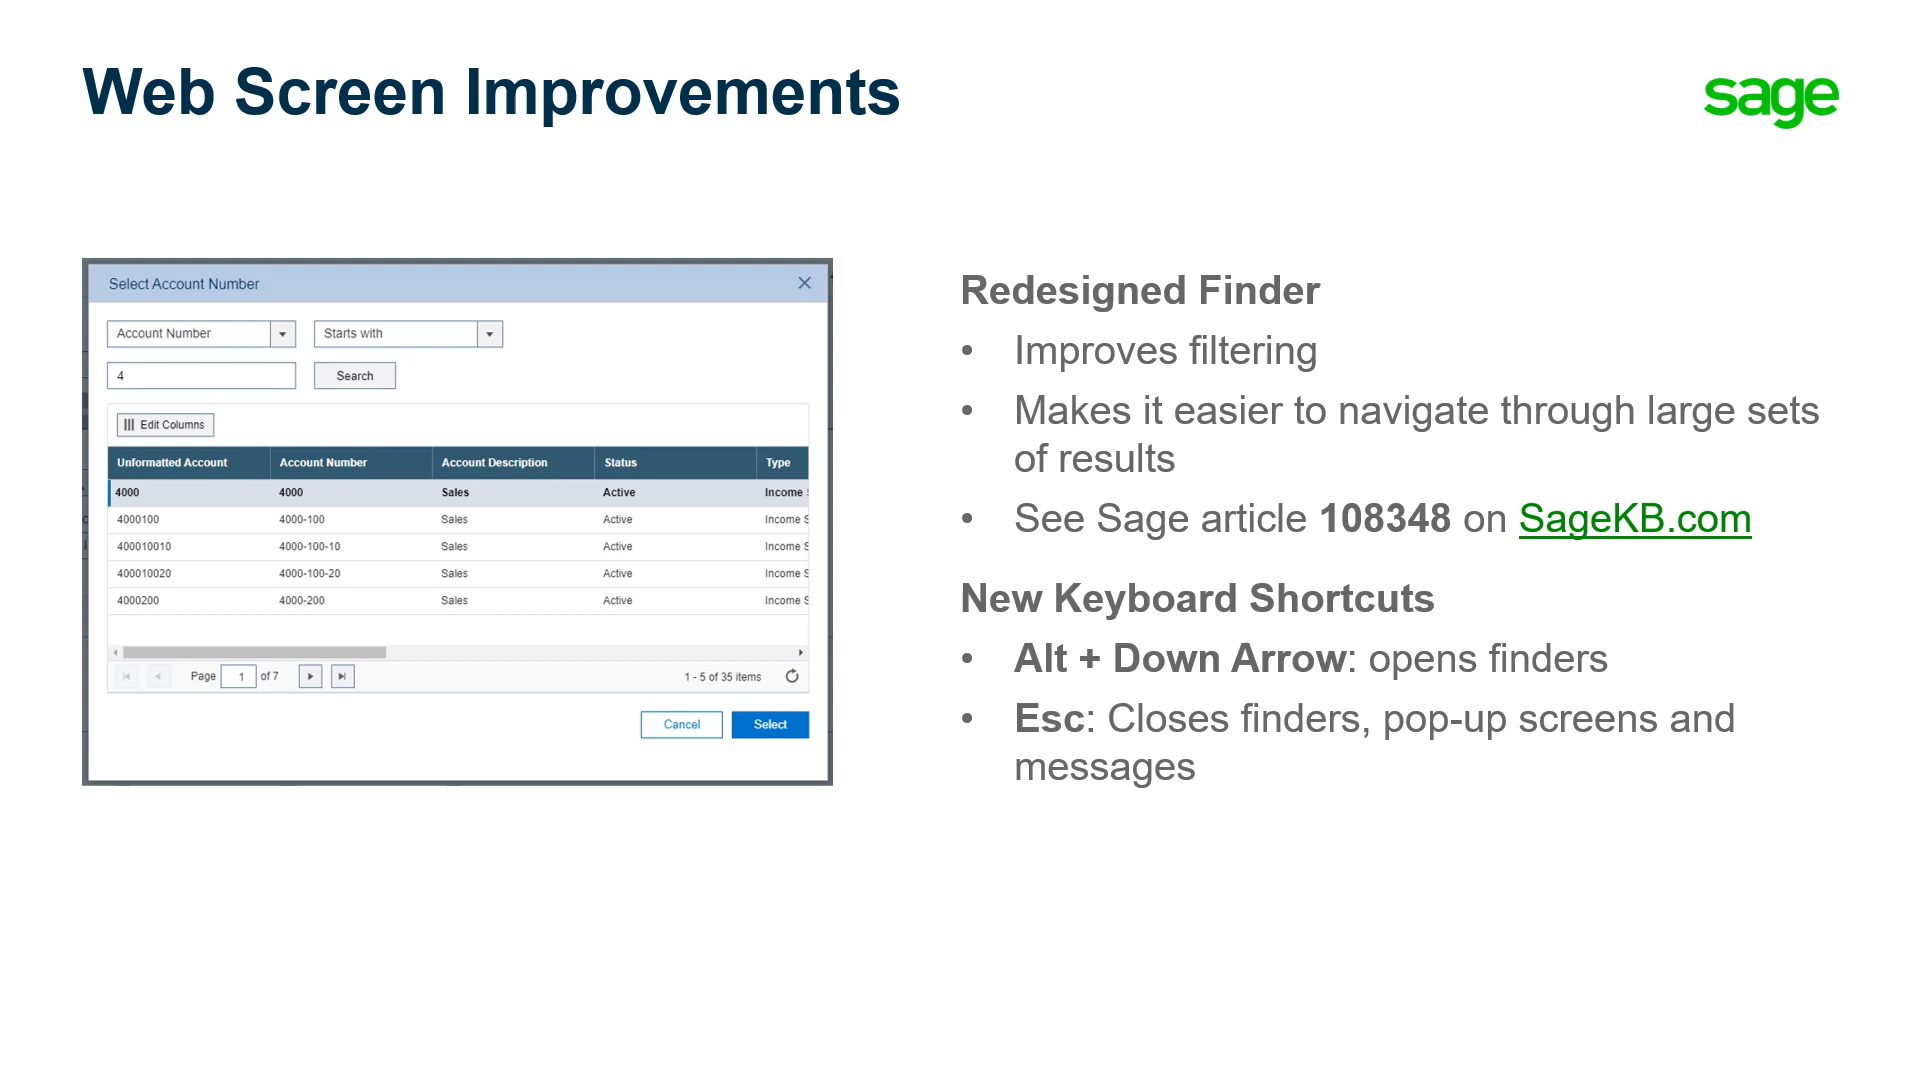 Web Screen Improvements
sage
Select Account Number
Account Number
Starts with
4
Search
Edit Columns
Unformatted Account Account Number Account Description Status Type
4000 4000 Sales Active Income
4000100 4000-100 Sales Active Income S
400010010 4000-100-10 Sales Active Income S
400010020 4000-100-20 Sales Active Income S
4000200 4000-200 Sales Active Income S
Page 1 of 7 1 - 5 of 35 items
Cancel Select
Redesigned Finder
• Improves filtering
• Makes it easier to navigate through large sets
of results
• See Sage article 108348 on SageKB.com
New Keyboard Shortcuts
• Alt + Down Arrow: opens finders
• Esc: Closes finders, pop-up screens and
messages